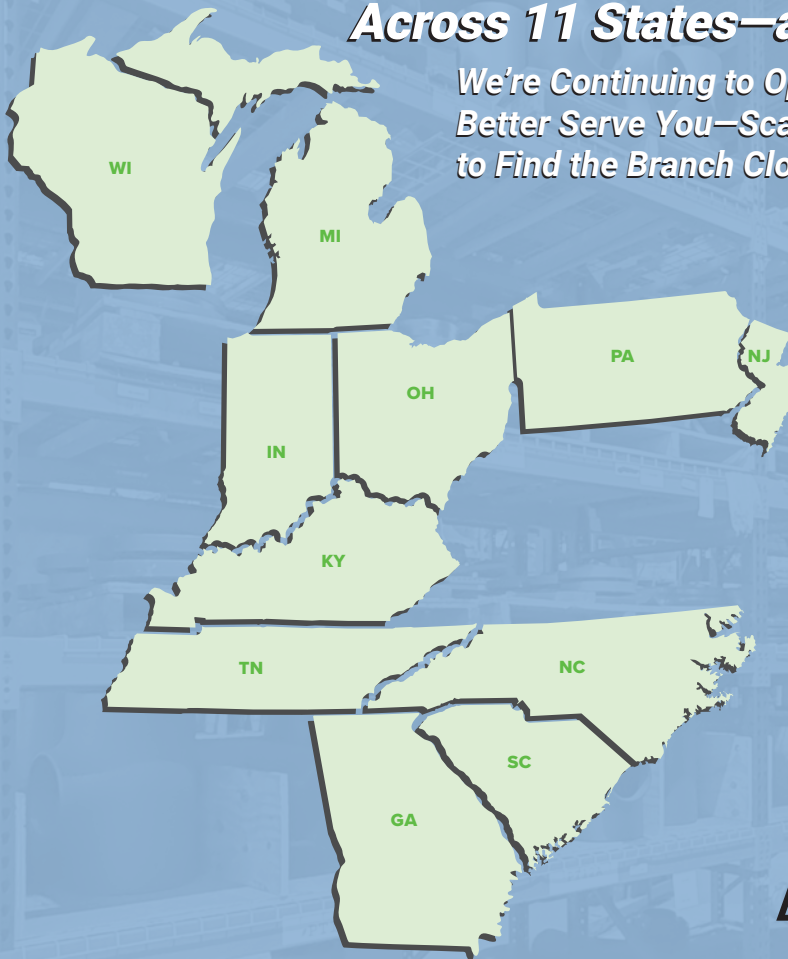 Across 11 States—a
We're Continuing to Op
Better Serve You—Sca
to Find the Branch Clo
WI
MI
PA
NJ
OH
IN
KY
TN
NC
SC
GA